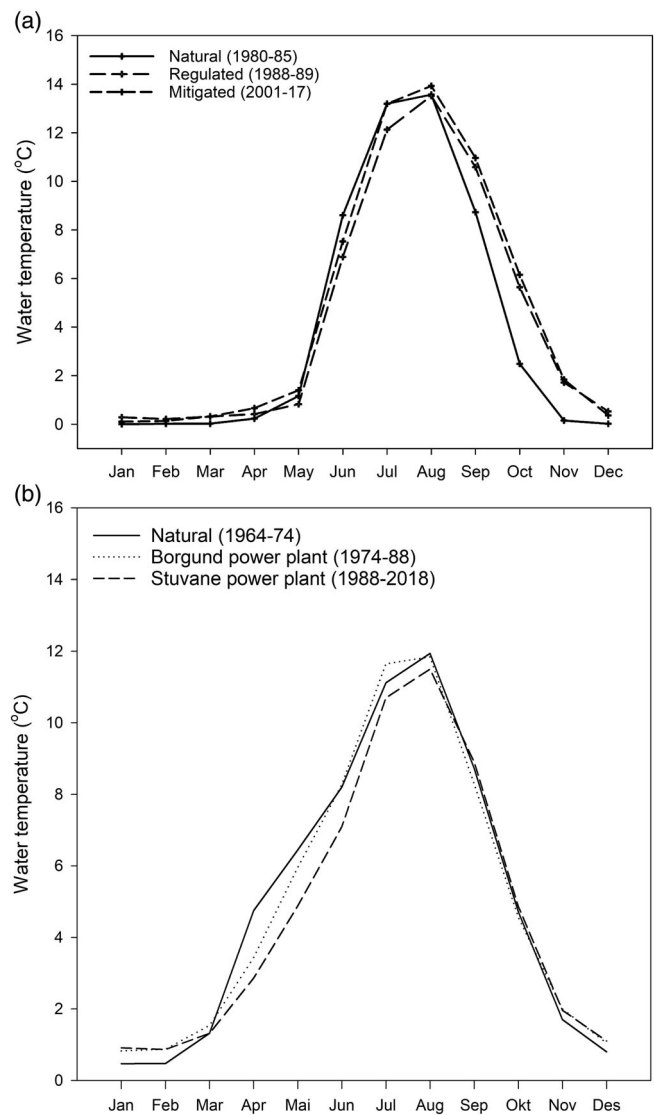 (a)
16
14
12
10
8
6
4
2
0
Water temperature (°C)
Natural (1980-85)
Regulated (1988-89)
Mitigated (2001-17)
Jan Feb Mar Apr May Jun Jul Aug Sep Oct Nov Dec
(b)
16
14
12
10
8
6
4
2
0
Water temperature (°C)
Natural (1964-74)
Borgund power plant (1974-88)
Stuvane power plant (1988-2018)
Jan Feb Mar Apr Mai Jun Jul Aug Sep Okt Nov Des